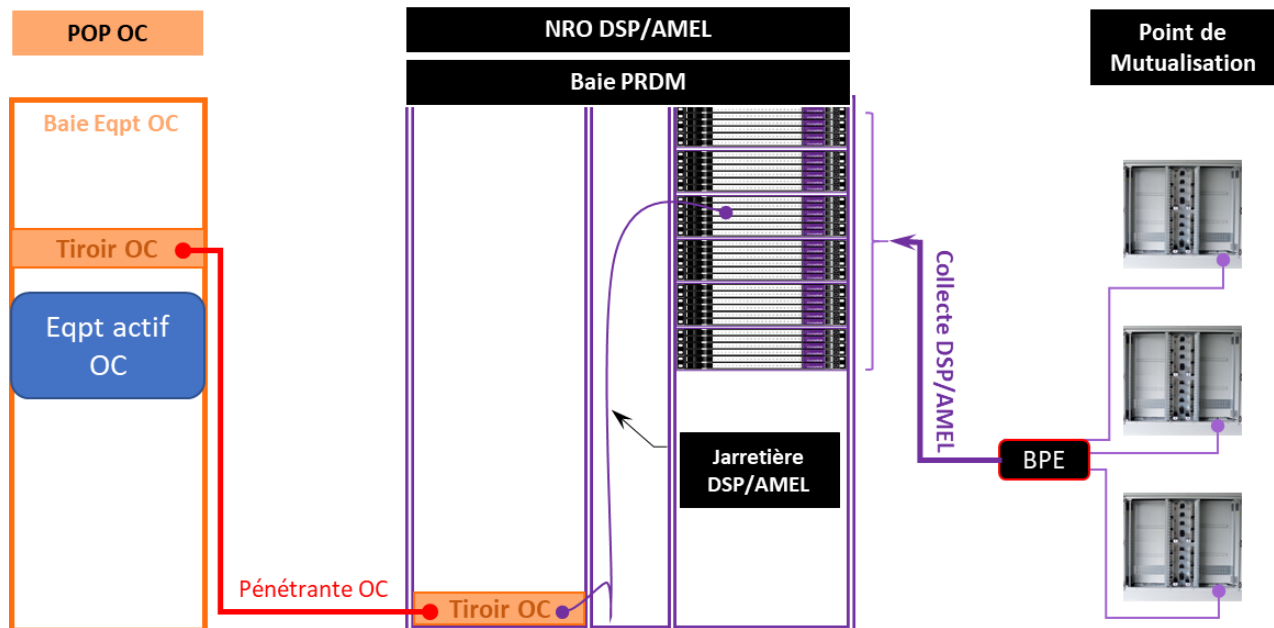 POP OC
NRO DSP/AMEL
Point de
Mutualisation
Baie PRDM
Baie Eqpt OC
Tiroir OC
Eqpt actif
OC
Collecte DSP/AMEL
Jarretière
DSP/AMEL
BPE
Pénétrante OC
Tiroir OC